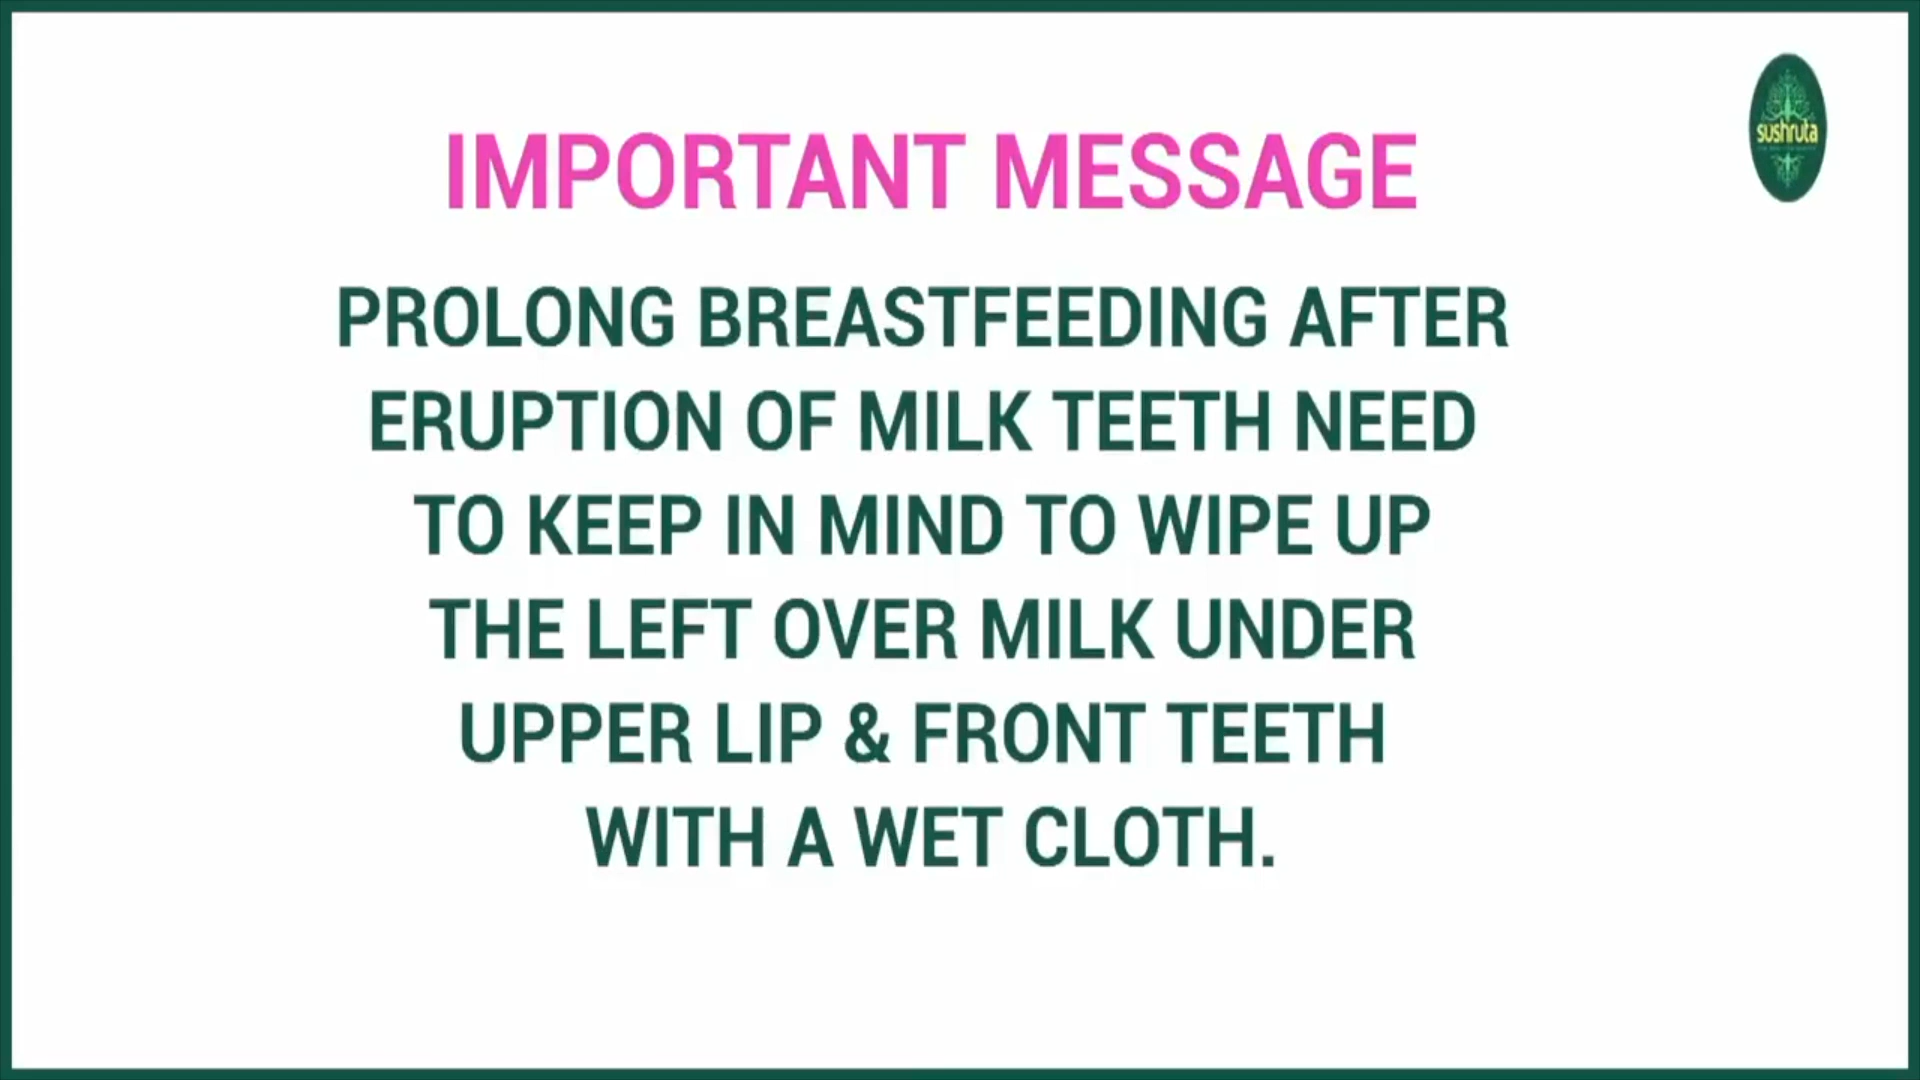 sushruta
IMPORTANT MESSAGE
PROLONG BREASTFEEDING AFTER
ERUPTION OF MILK TEETH NEED
TO KEEP IN MIND TO WIPE UP
THE LEFT OVER MILK UNDER
UPPER LIP & FRONT TEETH
WITH A WET CLOTH.